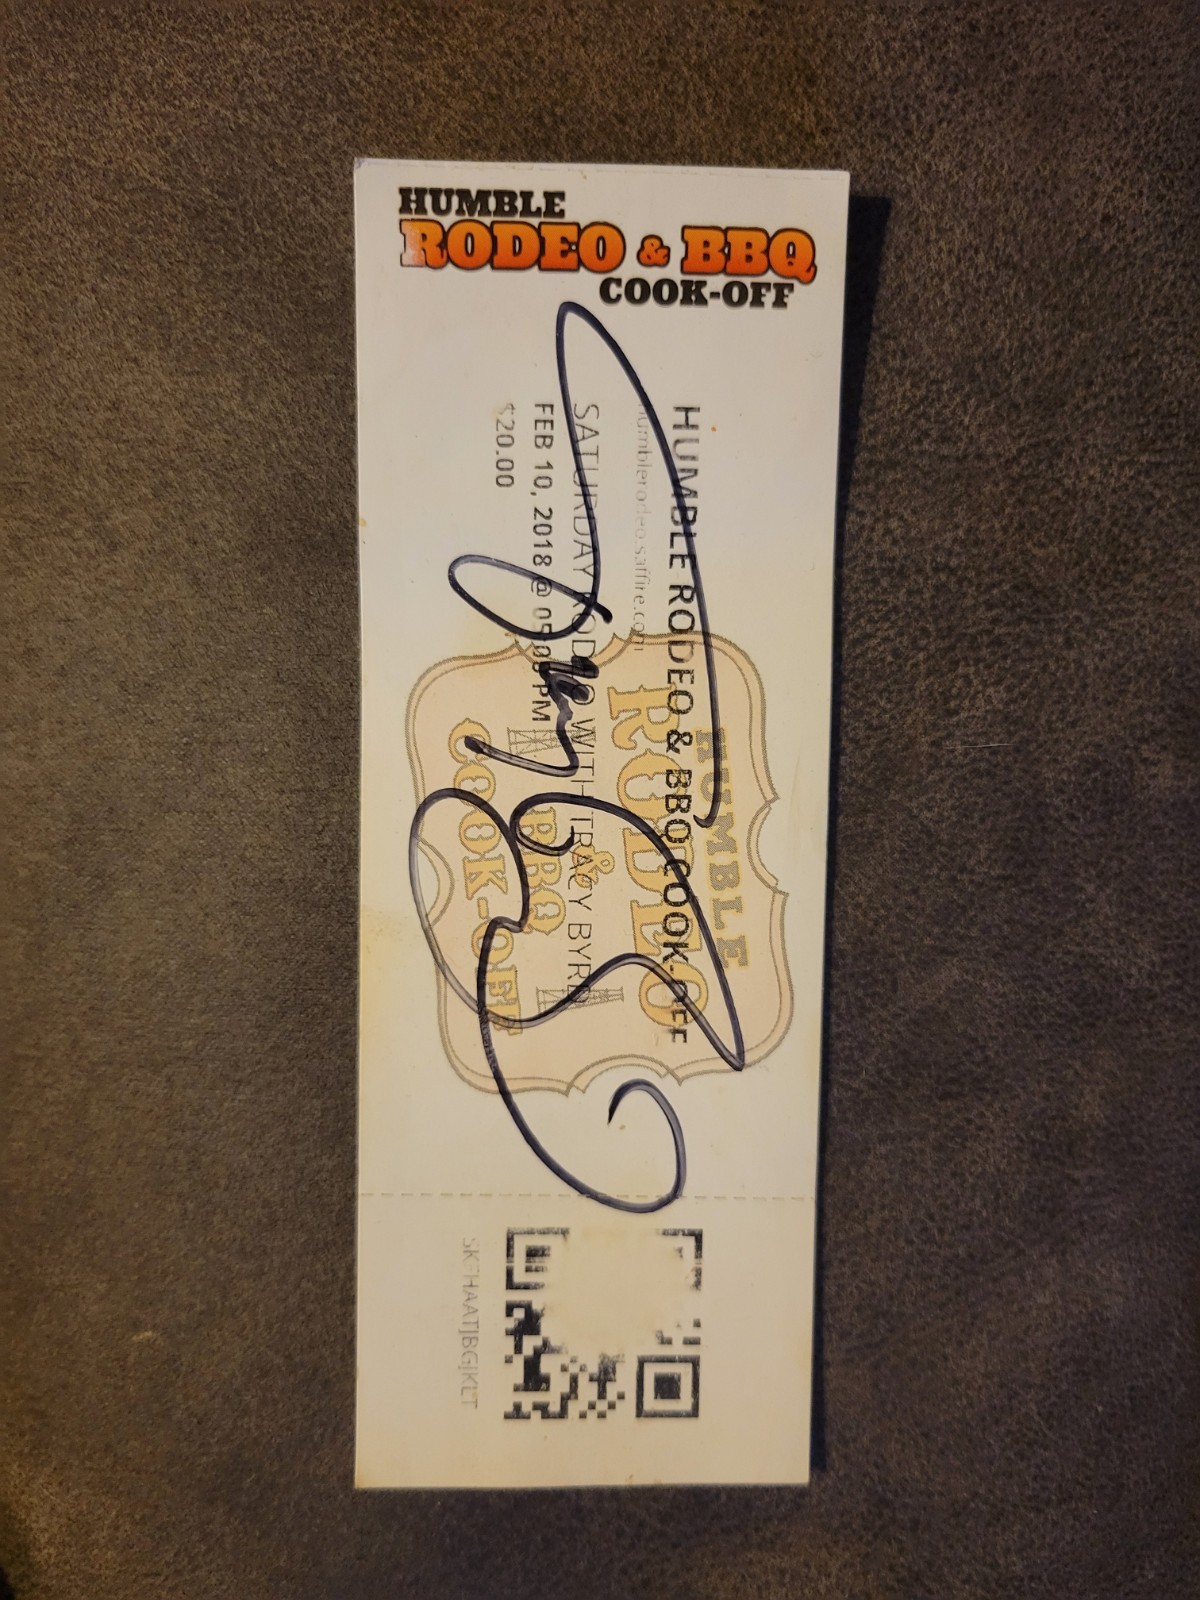 HUMBLE
RODEO & BBQ
COOK-OFF
HUMBLE RODEO & BBQ COOK-OFF
humblerodeo.saffire.com
SATURDAY RODEO WITH TRACY BYRD
FEB 10, 2018 @ 05:00 PM
$20.00
HUMBLE
RODEO
&
BBQ
COOK-OFF